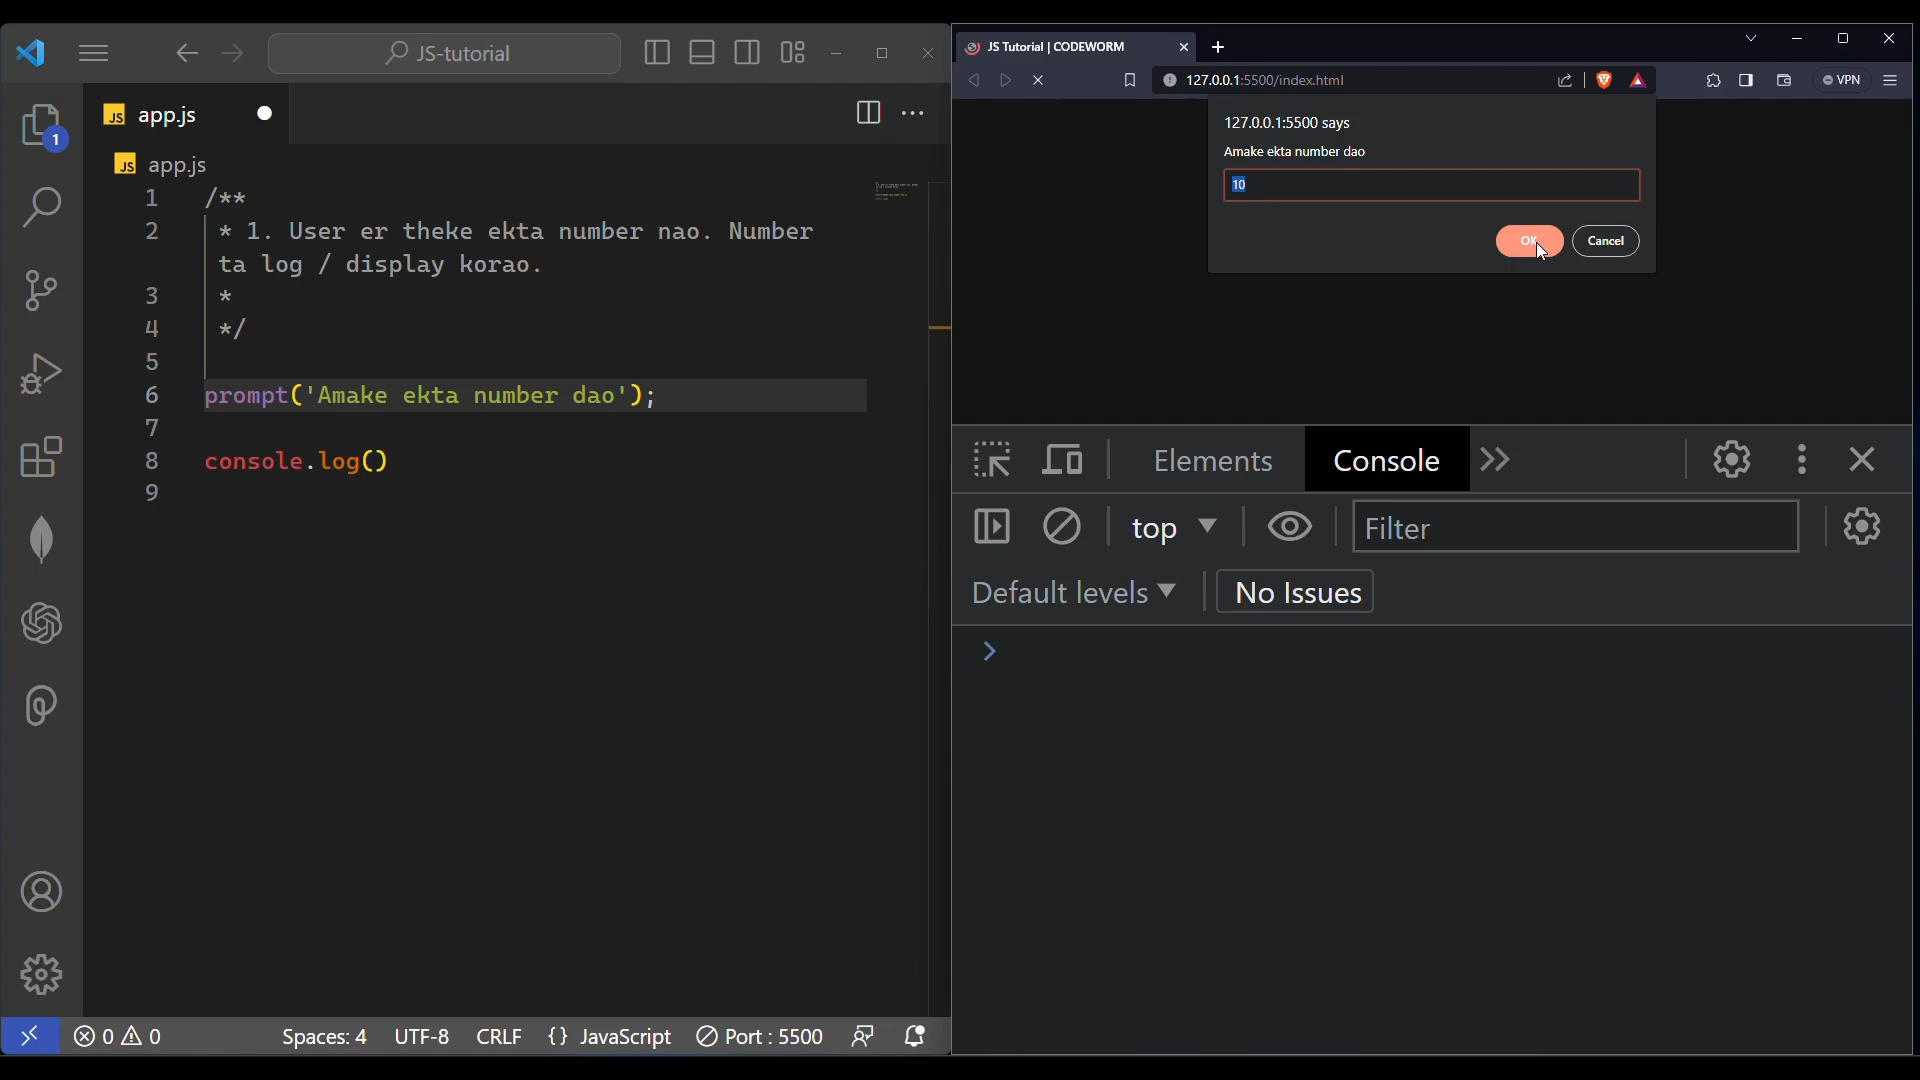 JS-tutorial
JS app.js
1
JS app.js
1 /**
2 * 1. User er theke ekta number nao. Number
ta log / display korao.
3 *
4 */
5
6 prompt('Amake ekta number dao');
7
8 console.log()
9
0 0 Spaces: 4 UTF-8 CRLF {} JavaScript Port : 5500
JS Tutorial | CODEWORM
127.0.0.1:5500/index.html VPN
127.0.0.1:5500 says
Amake ekta number dao
10
OK Cancel
Elements Console
top Filter
Default levels No Issues